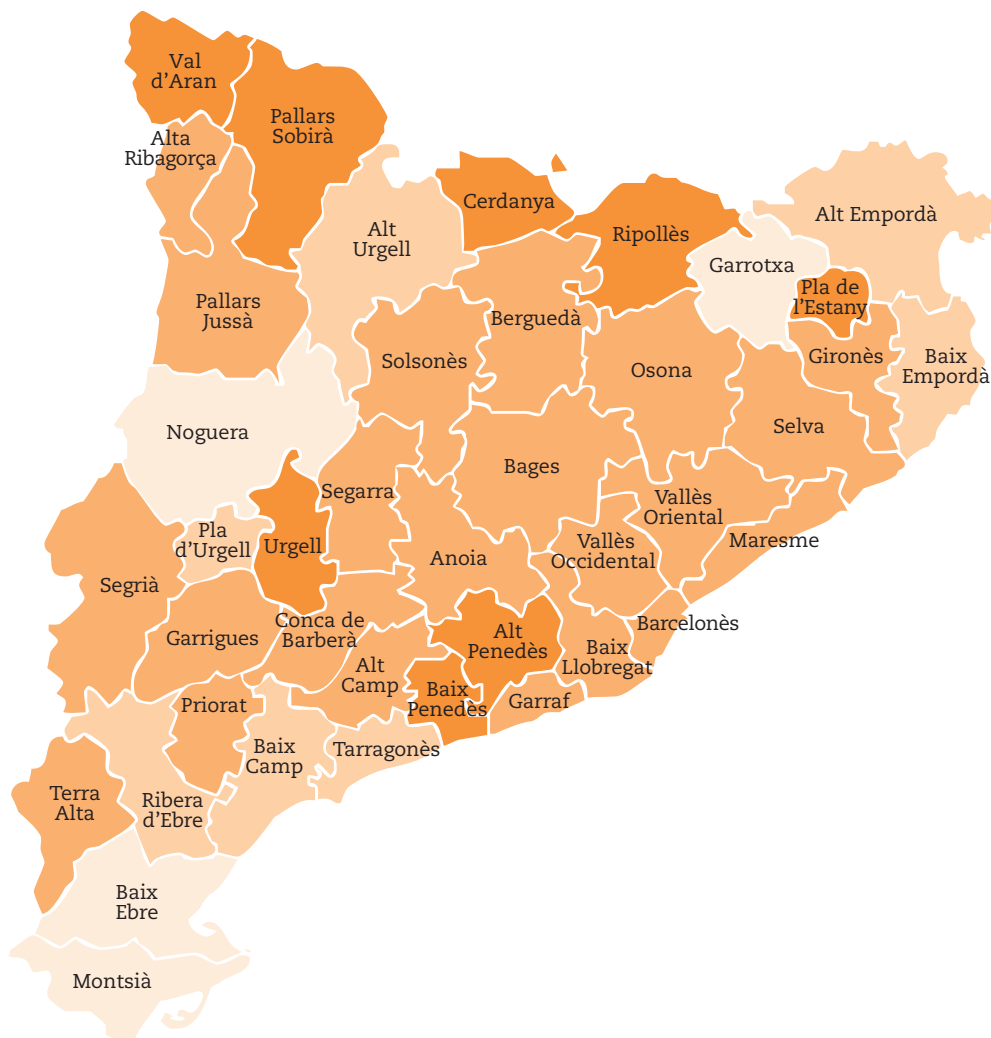 Val
d'Aran
Pallars
Sobirà
Alta
Ribagorça
Cerdanya
Alt Empordà
Alt
Urgell
Ripollès
Garrotxa
Pla de
l'Estany
Pallars
Jussà
Berguedà
Solsonès
Gironès
Baix
Empordà
Osona
Noguera
Selva
Bages
Segarra
Vallès
Oriental
Pla
d'Urgell
Urgell
Anoia
Vallès
Occidental
Maresme
Segrià
Garrigues
Conca de
Barberà
Alt
Penedès
Barcelonès
Baix
Llobregat
Alt
Camp
Baix
Penedès
Garraf
Priorat
Baix
Camp
Tarragonès
Terra
Alta
Ribera
d'Ebre
Baix
Ebre
Montsià